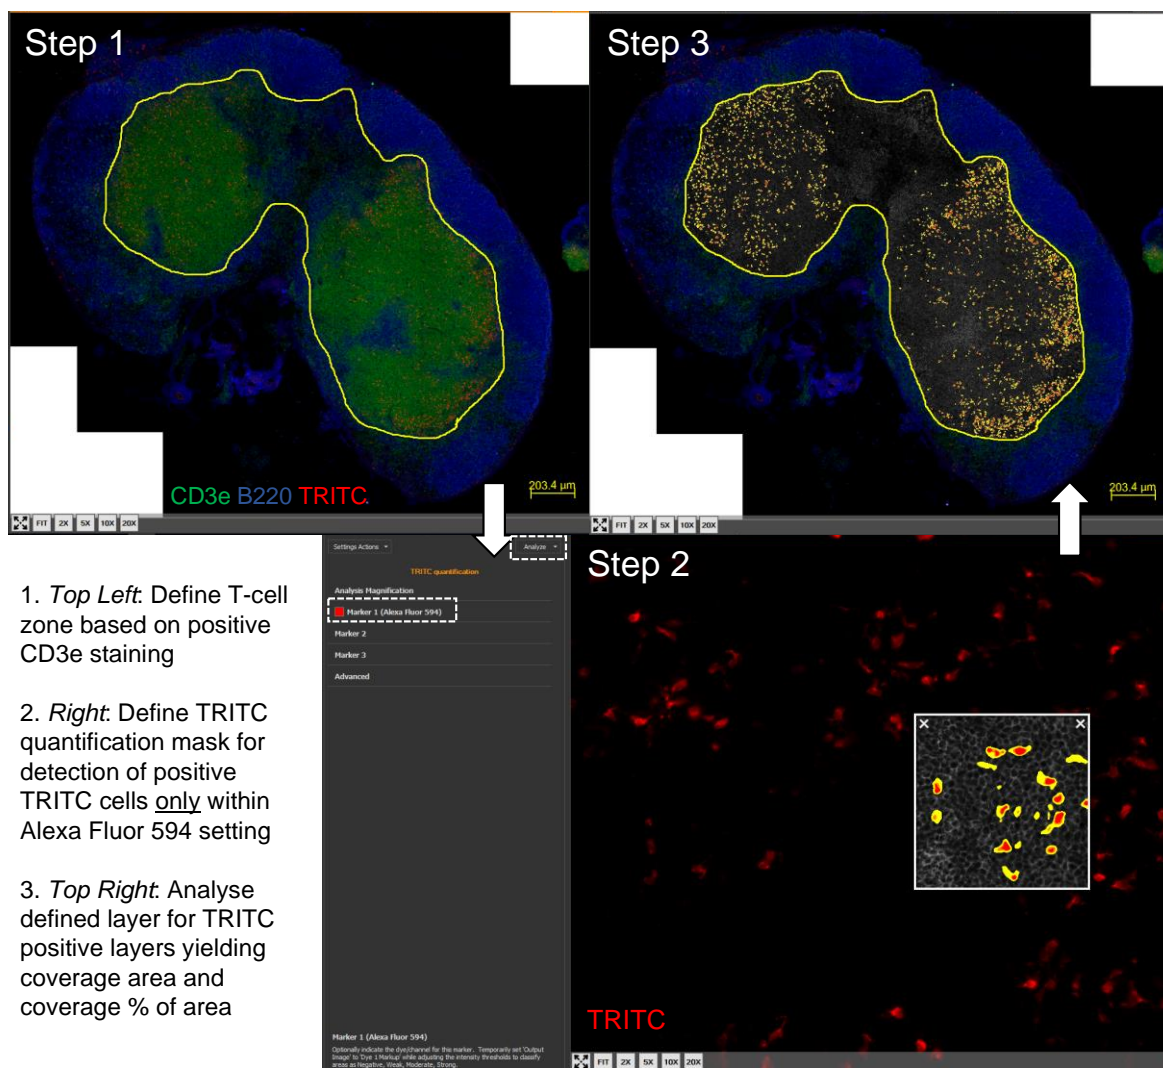 Step 1
CD3e B220 TRITC
203.4 µm
FIT 2X 5X 10X 20X
Step 3
203.4 µm
FIT 2X 5X 10X 20X
1. Top Left: Define T-cell
zone based on positive
CD3e staining
2. Right: Define TRITC
quantification mask for
detection of positive
TRITC cells only within
Alexa Fluor 594 setting
3. Top Right: Analyse
defined layer for TRITC
positive layers yielding
coverage area and
coverage % of area
Settings Actions
Analyze
TRITC quantification
Analysis Magnification
Marker 1 (Alexa Fluor 594)
Marker 2
Marker 3
Advanced
Marker 1 (Alexa Fluor 594)
Optionally indicate the dye/channel for this marker. Temporarily set 'Output
Image' to 'Dye 1 Markup' while adjusting the intensity thresholds to classify
areas as Negative, Weak, Moderate, Strong.
Step 2
TRITC
FIT 2X 5X 10X 20X